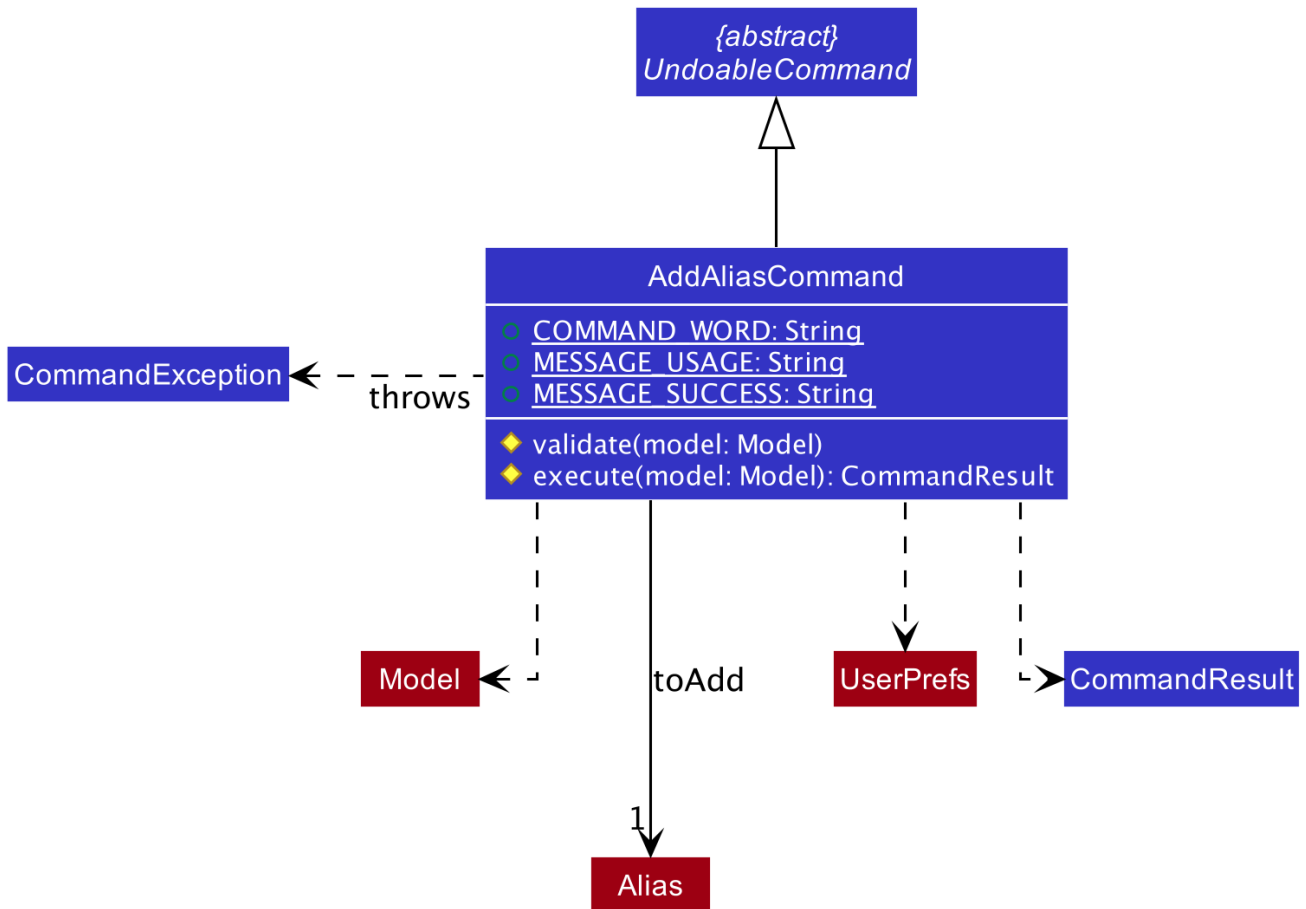 {abstract}
UndoableCommand
AddAliasCommand
COMMAND_WORD: String
MESSAGE_USAGE: String
MESSAGE_SUCCESS: String
validate(model: Model)
execute(model: Model): CommandResult
CommandException
throws
Model
toAdd
UserPrefs
CommandResult
1
Alias